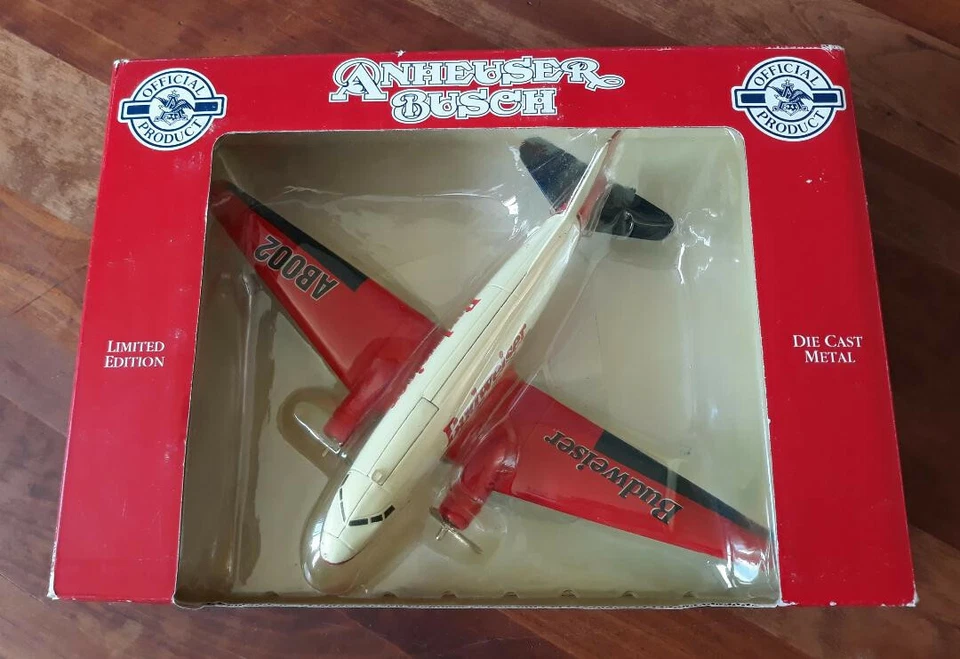 ANHEUSER
BUSCH
OFFICIAL
PRODUCT
OFFICIAL
PRODUCT
AB002
LIMITED
EDITION
DIE CAST
METAL
Budweiser
Budweiser